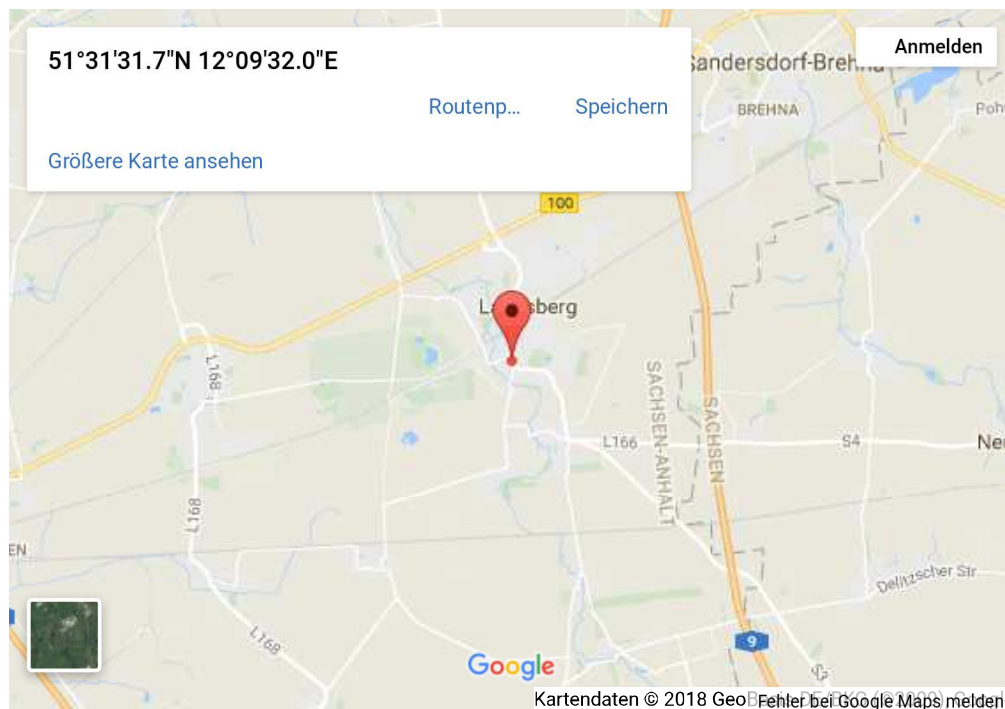 51°31'31.7"N 12°09'32.0"E
Anmelden
Routenp...
Speichern
Größere Karte ansehen
Sandersdorf-Brehna
BREHNA
100
L168
SACHSEN-ANHALT
SACHSEN
L166
S4
L168
EN
Delitzscher Str
L168
9
Google
Kartendaten © 2018 Geo
Fehler bei Google Maps melden